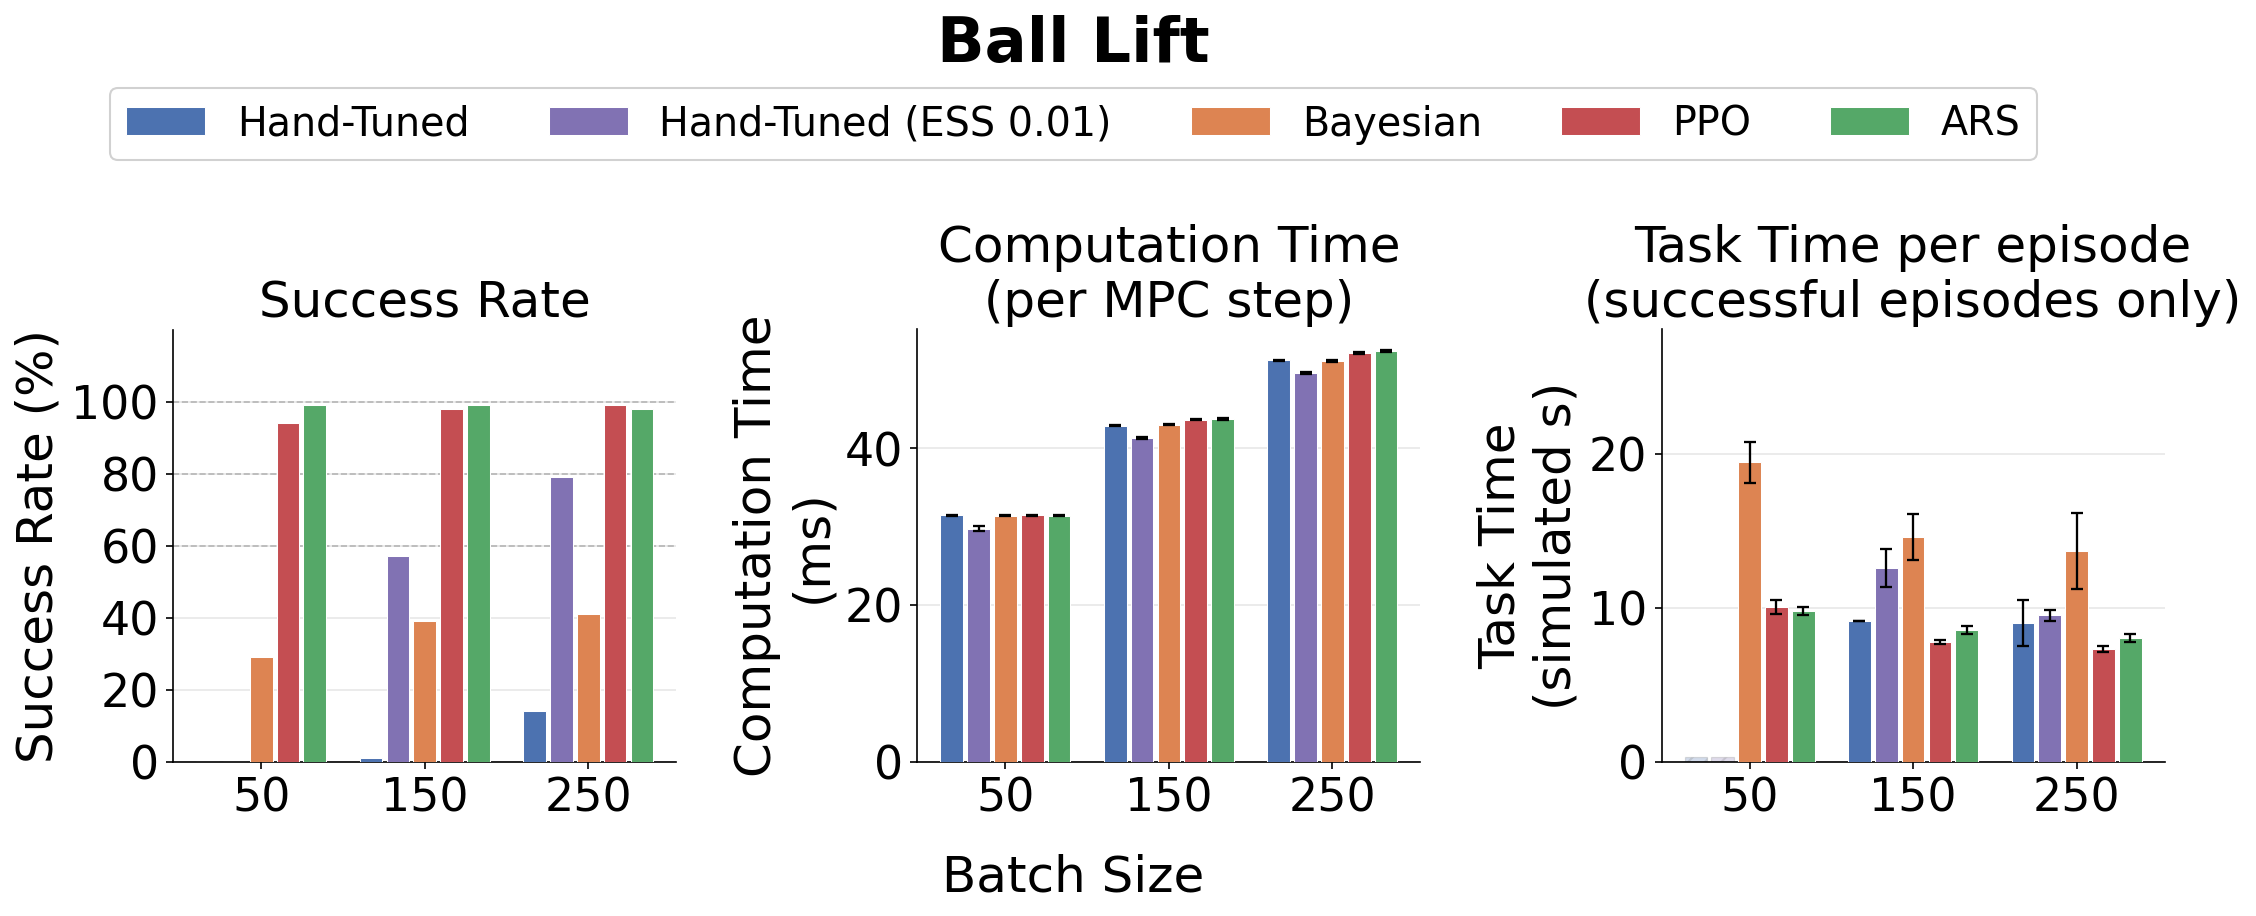 Ball Lift
Hand-Tuned
Hand-Tuned (ESS 0.01)
Bayesian
PPO
ARS
Success Rate
Success Rate (%)
100
80
60
40
20
0
50
150
250
Computation Time
(per MPC step)
Computation Time
(ms)
40
20
0
50
150
250
Task Time per episode
(successful episodes only)
Task Time
(simulated s)
20
10
0
50
150
250
Batch Size